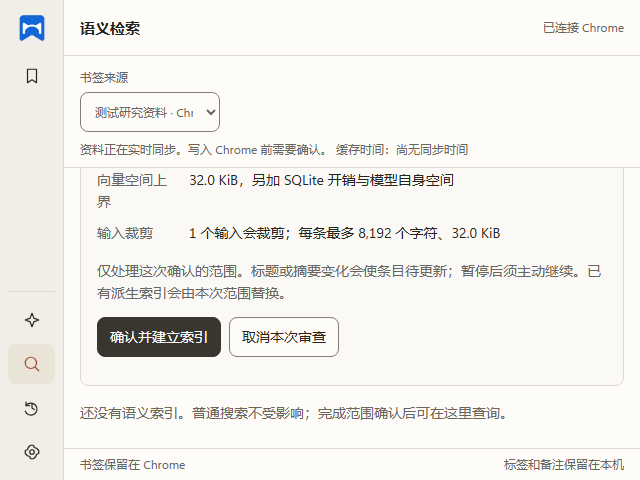 语义检索
已连接 Chrome
书签来源
测试研究资料 · Chr
资料正在实时同步。写入 Chrome 前需要确认。 缓存时间：尚无同步时间
向量空间上
界
32.0 KiB，另加 SQLite 开销与模型自身空间
输入裁剪
1 个输入会裁剪；每条最多 8,192 个字符、32.0 KiB
仅处理这次确认的范围。标题或摘要变化会使条目待更新；暂停后须主动继续。已
有派生索引会由本次范围替换。
确认并建立索引
取消本次审查
还没有语义索引。普通搜索不受影响；完成范围确认后可在这里查询。
书签保留在 Chrome
标签和备注保留在本机